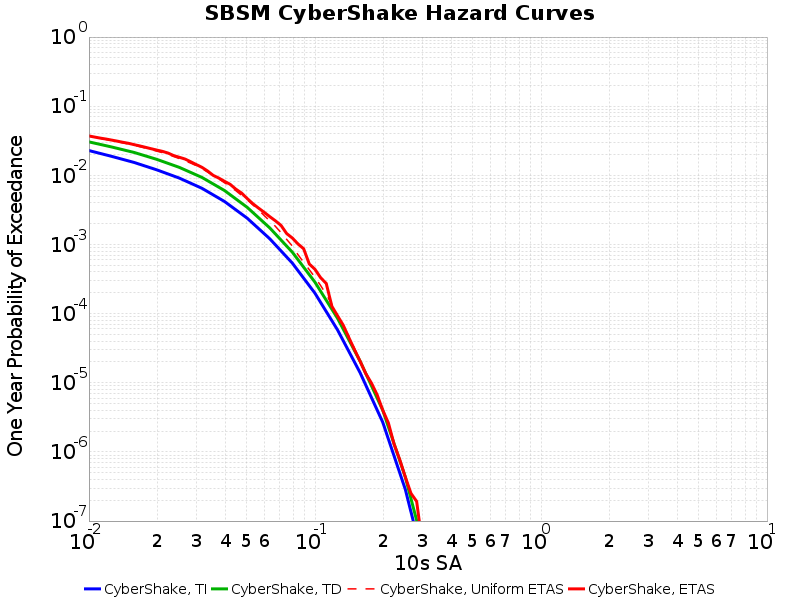 SBSM CyberShake Hazard Curves
One Year Probability of Exceedance
10^0
10^-1
10^-2
10^-3
10^-4
10^-5
10^-6
10^-7
10^-2 2 3 4 5 6 10^-1 2 3 4 5 6 7 10^0 2 3 4 5 6 7 10^1
10s SA
CyberShake, TI CyberShake, TD CyberShake, Uniform ETAS CyberShake, ETAS